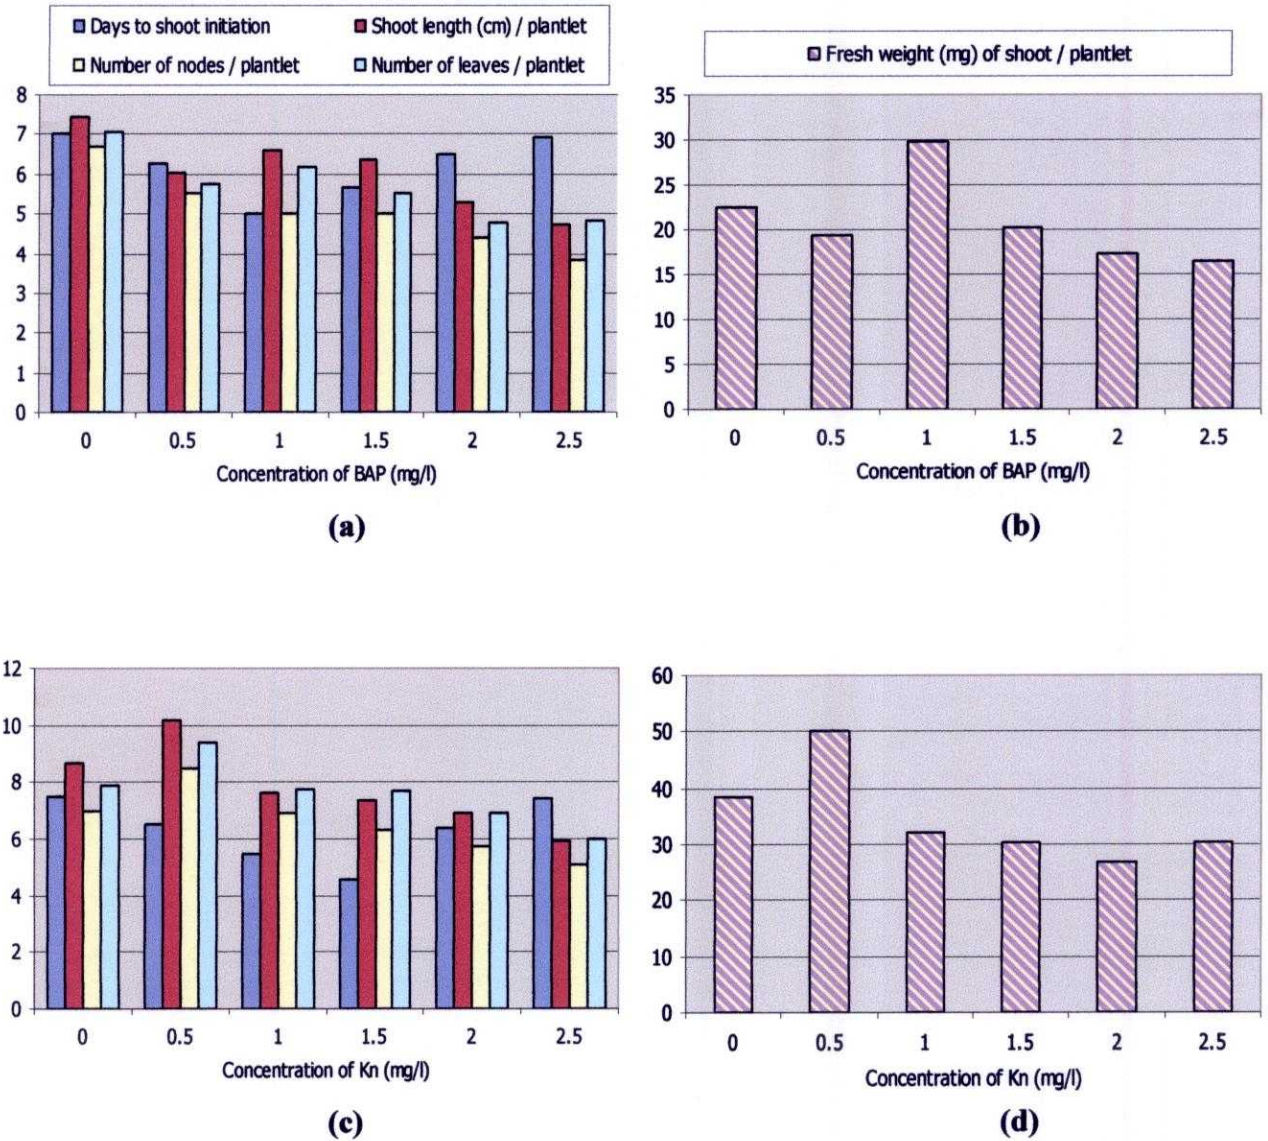 Days to shoot initiation Shoot length (cm) / plantlet
Number of nodes / plantlet Number of leaves / plantlet
8
7
6
5
4
3
2
1
0
0 0.5 1 1.5 2 2.5
Concentration of BAP (mg/l)
(a)
Fresh weight (mg) of shoot / plantlet
35
30
25
20
15
10
5
0
0 0.5 1 1.5 2 2.5
Concentration of BAP (mg/l)
(b)
12
10
8
6
4
2
0
0 0.5 1 1.5 2 2.5
Concentration of Kn (mg/l)
(c)
60
50
40
30
20
10
0
0 0.5 1 1.5 2 2.5
Concentration of Kn (mg/l)
(d)